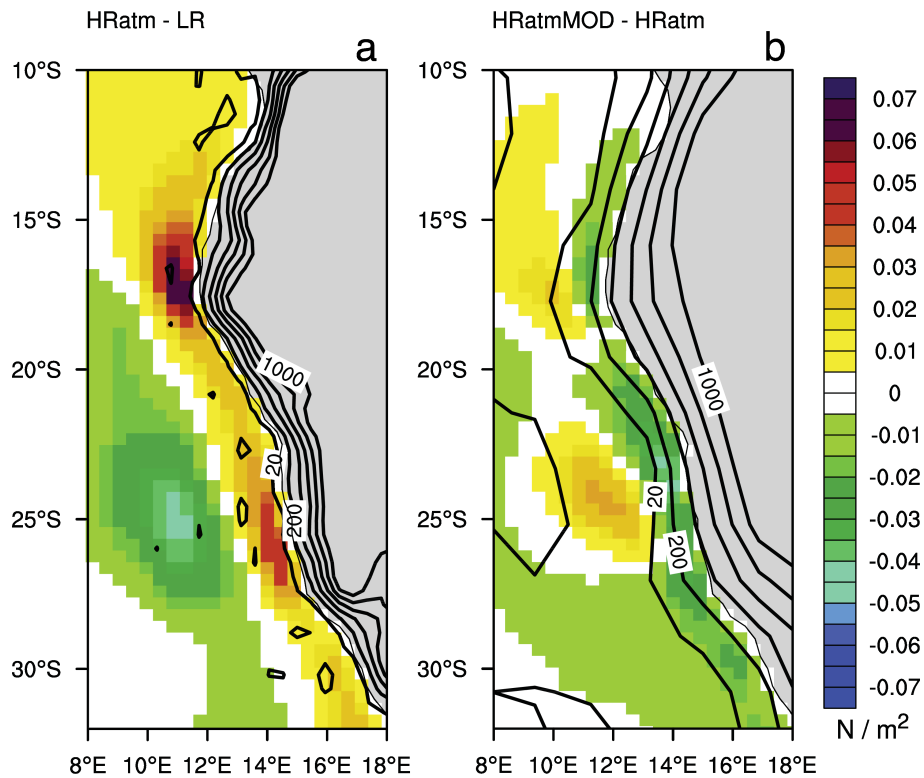 HRatm - LR
a
HRatmMOD - HRatm
b
10°S
15°S
20°S
25°S
30°S
8°E 10°E 12°E 14°E 16°E 18°E
1000
20
200
8°E 10°E 12°E 14°E 16°E 18°E
10°S
15°S
20°S
25°S
30°S
1000
20
200
0.07
0.06
0.05
0.04
0.03
0.02
0.01
0
-0.01
-0.02
-0.03
-0.04
-0.05
-0.06
-0.07
N / m²